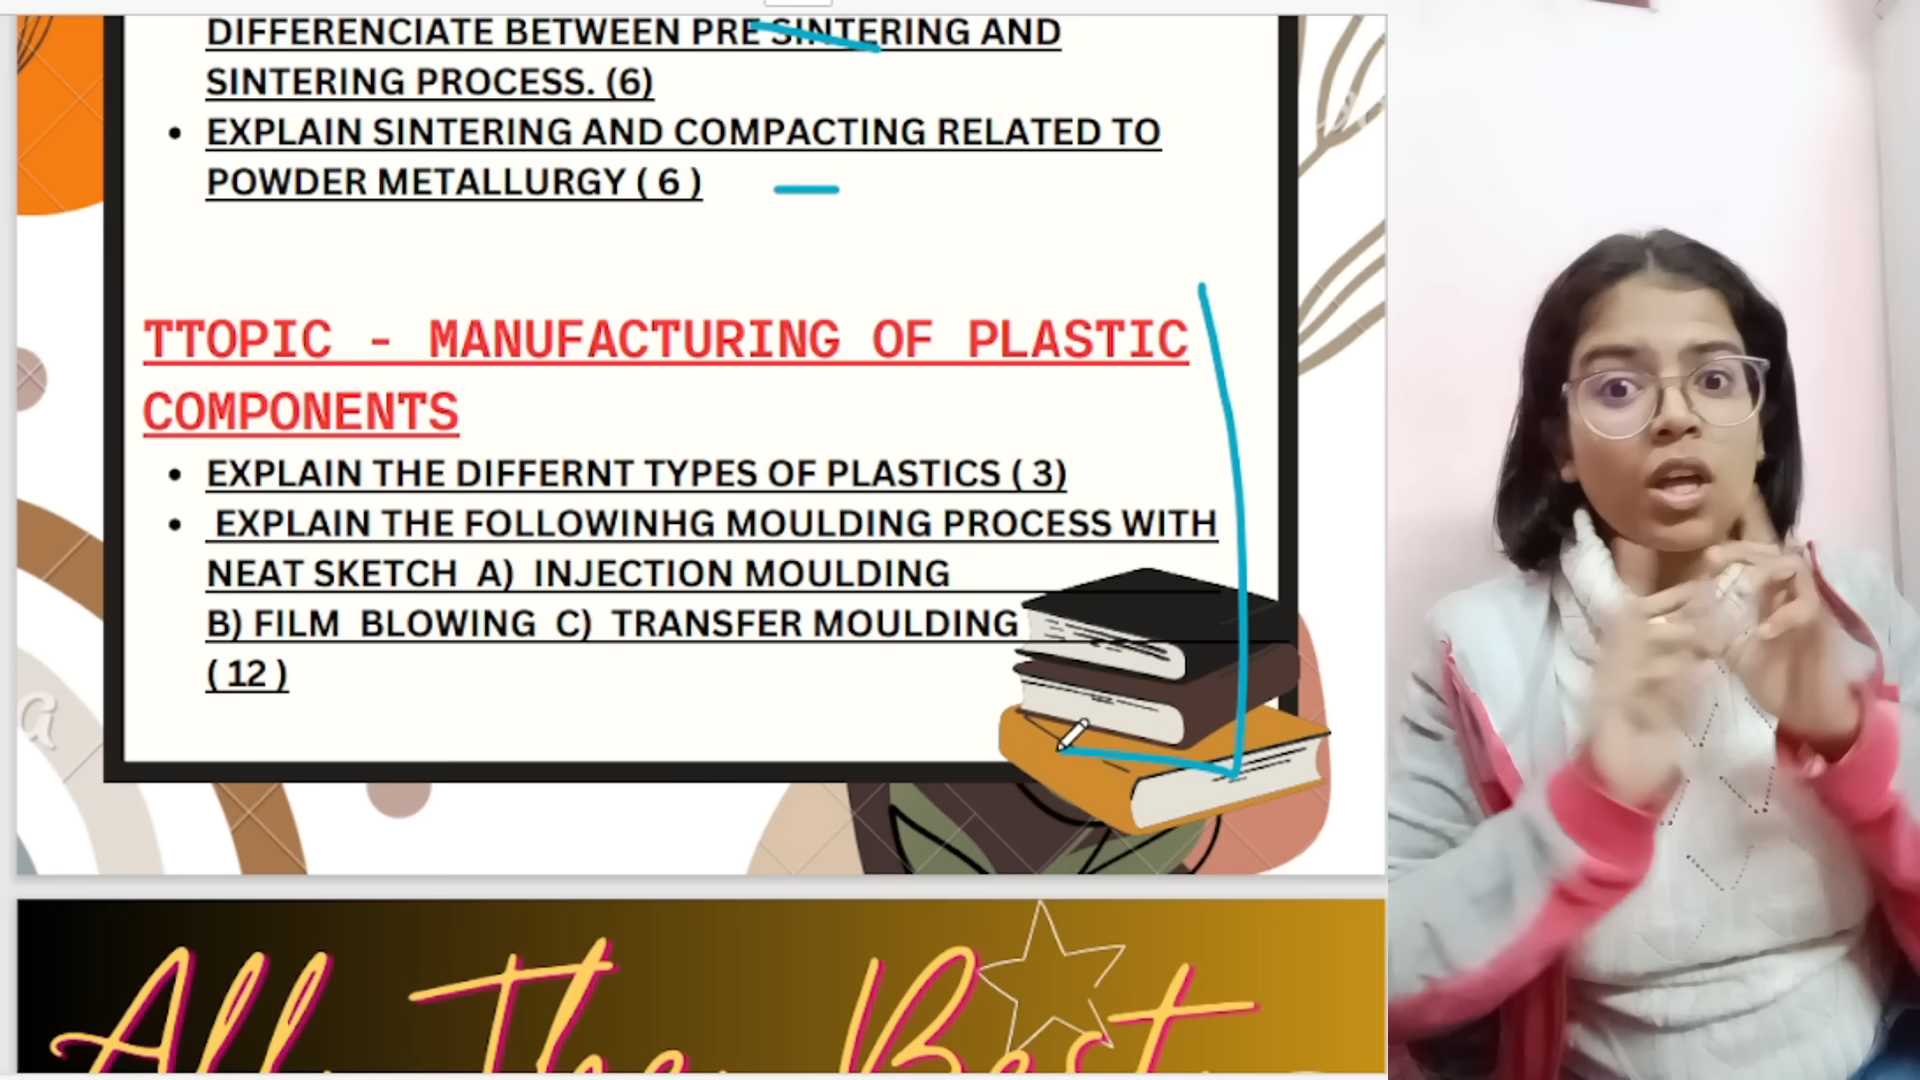 DIFFERENCIATE BETWEEN PRE SINTERING AND
SINTERING PROCESS. (6)
EXPLAIN SINTERING AND COMPACTING RELATED TO
POWDER METALLURGY ( 6 )
TTOPIC - MANUFACTURING OF PLASTIC
COMPONENTS
EXPLAIN THE DIFFERNT TYPES OF PLASTICS ( 3)
EXPLAIN THE FOLLOWINHG MOULDING PROCESS WITH
NEAT SKETCH A) INJECTION MOULDING
B) FILM BLOWING C) TRANSFER MOULDING
( 12 )
All The Best